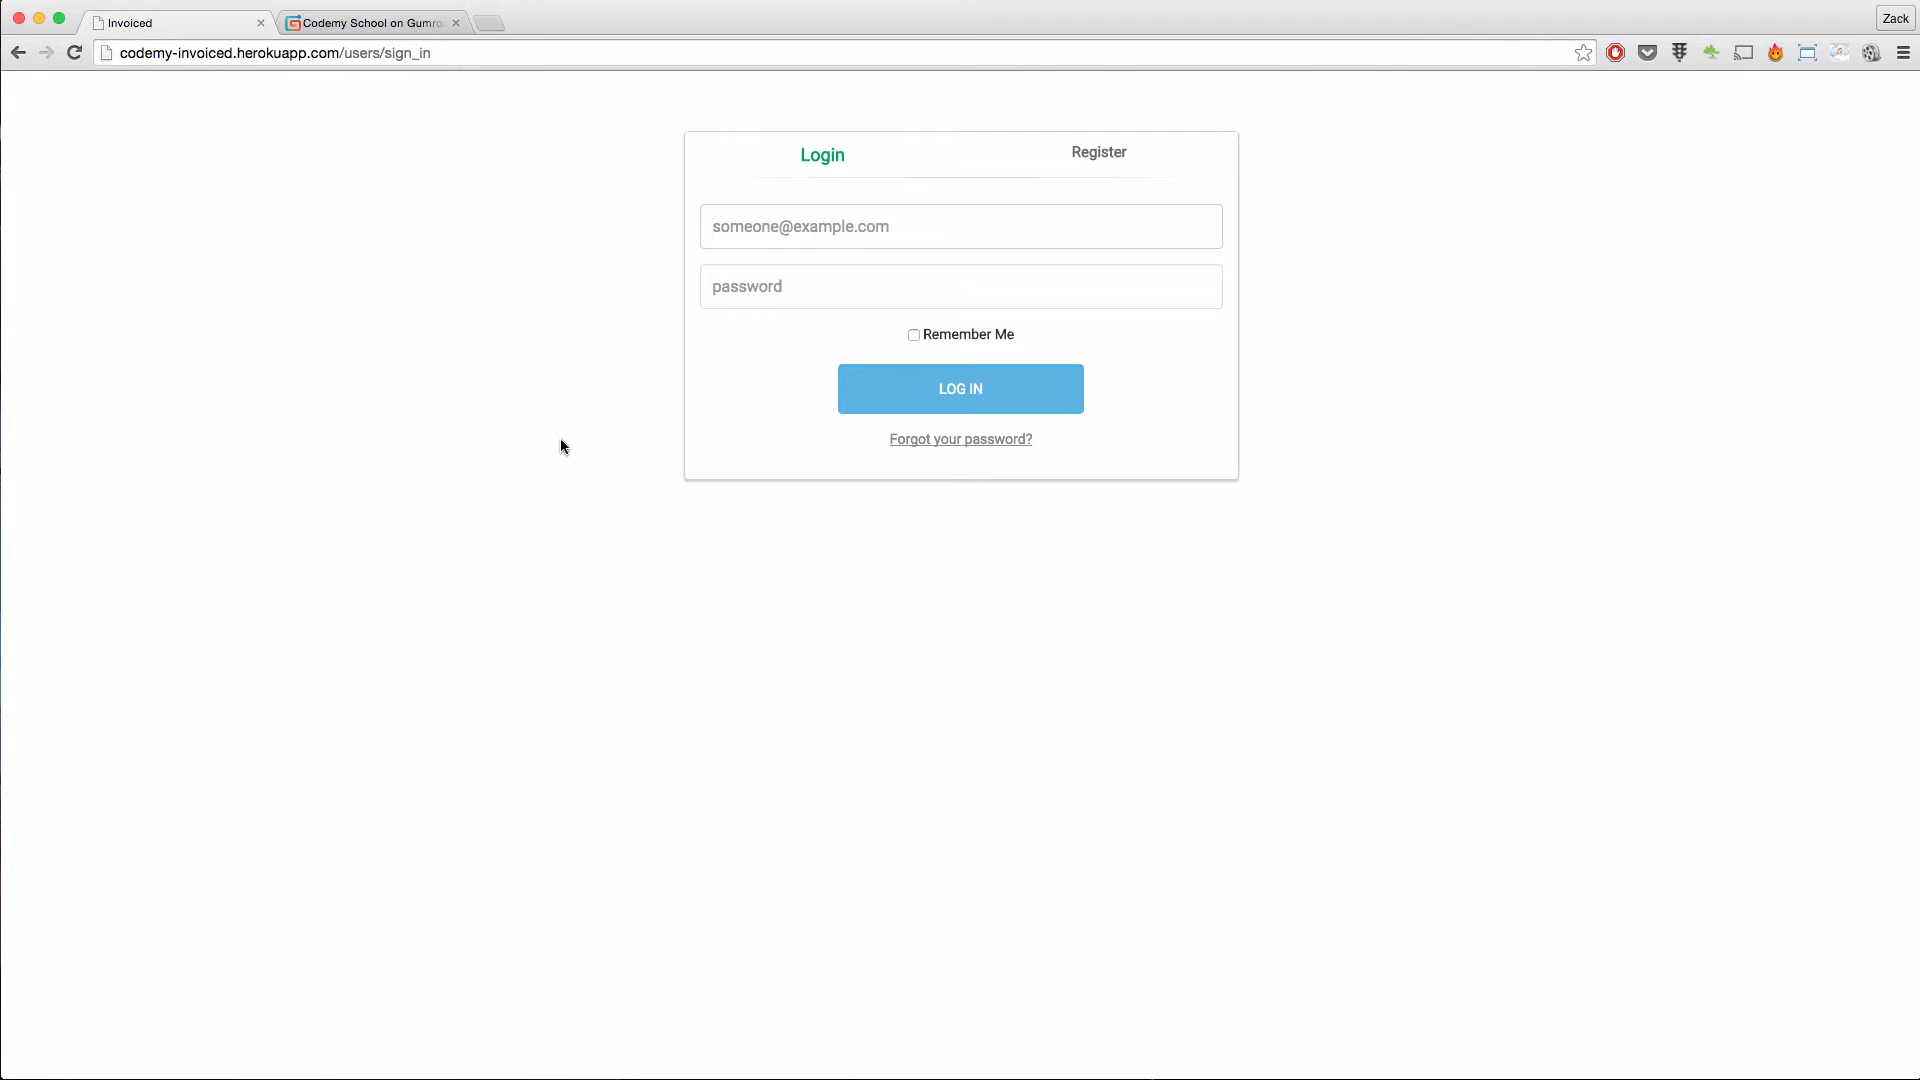 Invoiced
Codemy School on Gumro
Zack
codemy-invoiced.herokuapp.com/users/sign_in
Login
Register
someone@example.com
password
Remember Me
LOG IN
Forgot your password?